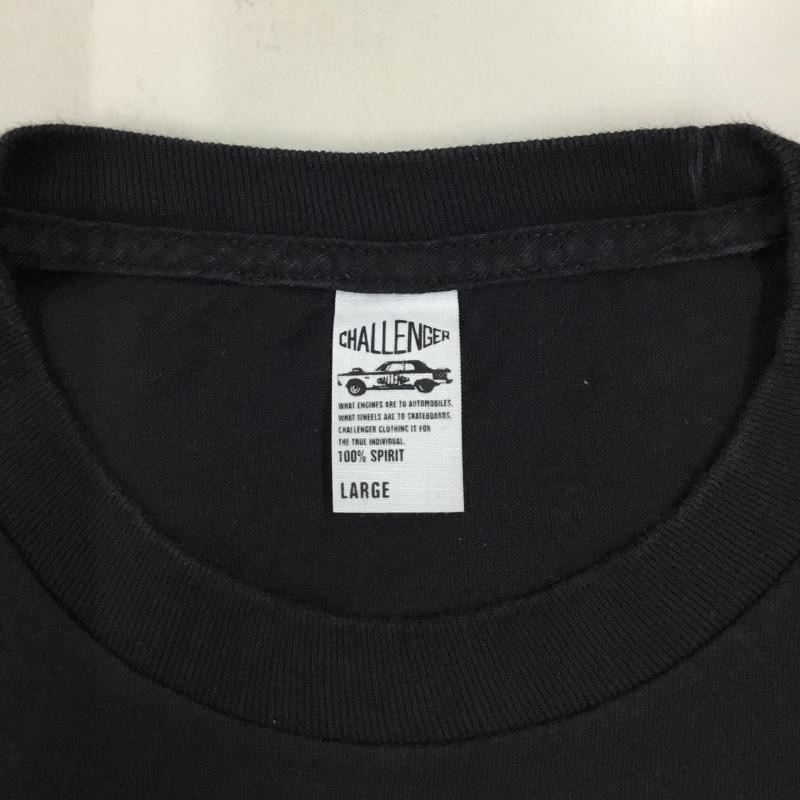 CHALLENGER
WHAT ENGINES ARE TO AUTOMOBILES.
WHAT WHEELS ARE TO SKATEBOARDS.
CHALLENGER CLOTHING IS FOR
THE TRUE INDIVIDUAL.
100% SPIRIT
LARGE